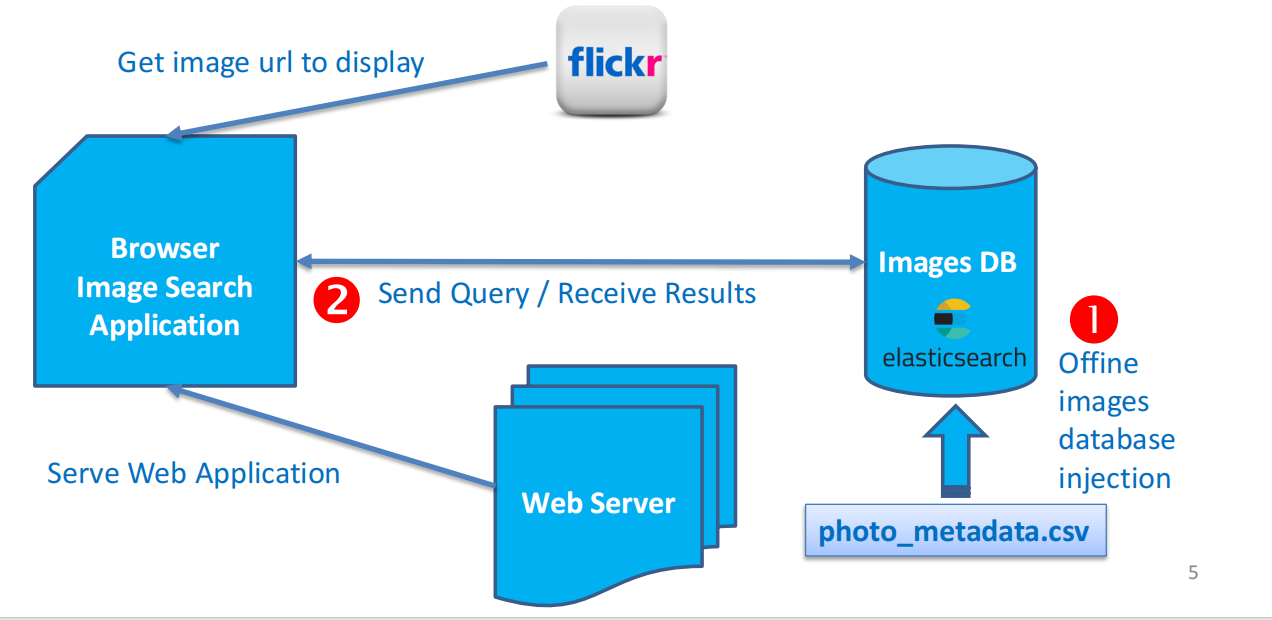 Get image url to display
flickr
Browser
Image Search
Application
Images DB
elasticsearch
2
Send Query / Receive Results
1
Offine
images
database
injection
Serve Web Application
Web Server
photo_metadata.csv
5